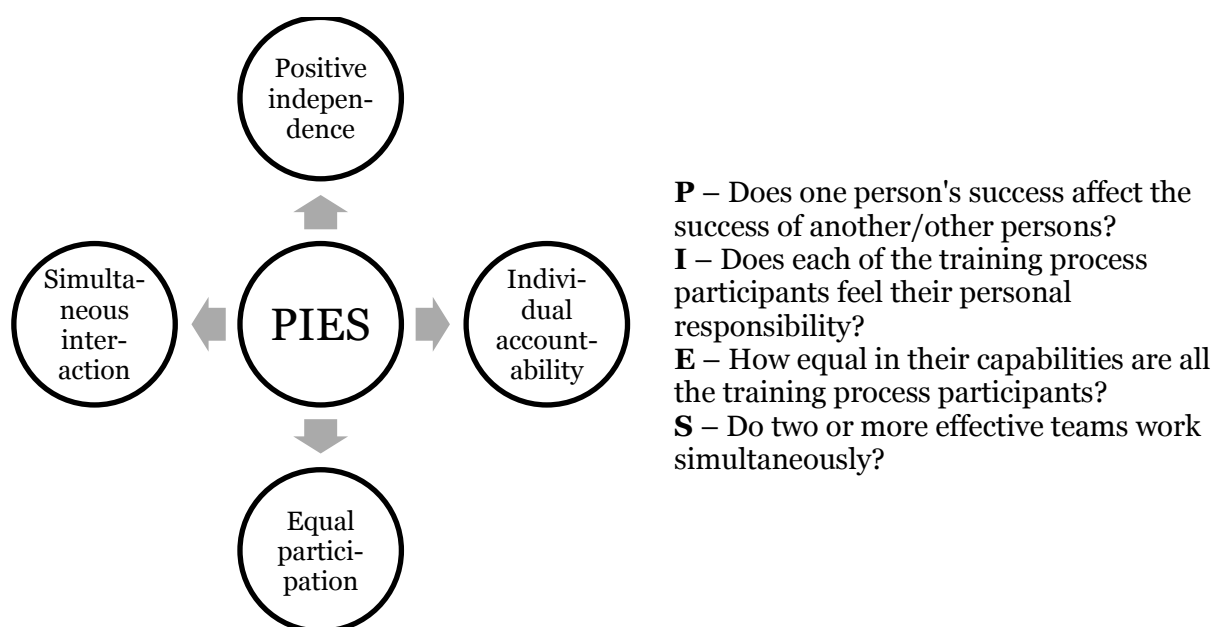 Positive
indepen-
dence
Simulta-
neous
inter-
action
PIES
Indivi-
dual
account-
ability
Equal
partici-
pation
P – Does one person's success affect the
success of another/other persons?
I – Does each of the training process
participants feel their personal
responsibility?
E – How equal in their capabilities are all
the training process participants?
S – Do two or more effective teams work
simultaneously?